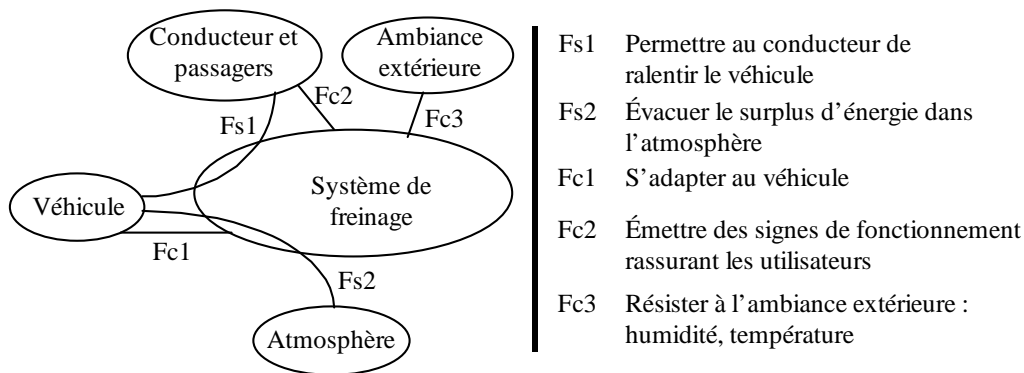 Conducteur et
passagers
Ambiance
extérieure
Fc2
Fs1
Fc3
Système de
freinage
Véhicule
Fc1
Fs2
Atmosphère
Fs1 Permettre au conducteur de
ralentir le véhicule
Fs2 Évacuer le surplus d’énergie dans
l’atmosphère
Fc1 S’adapter au véhicule
Fc2 Émettre des signes de fonctionnement
rassurant les utilisateurs
Fc3 Résister à l’ambiance extérieure :
humidité, température